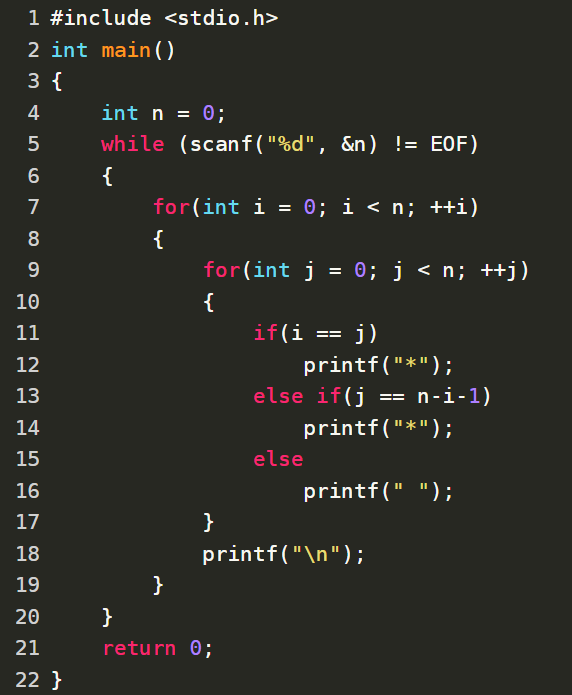 1 #include <stdio.h>
2 int main()
3 {
4     int n = 0;
5     while (scanf("%d", &n) != EOF)
6     {
7         for(int i = 0; i < n; ++i)
8         {
9             for(int j = 0; j < n; ++j)
10             {
11                 if(i == j)
12                     printf("*");
13                 else if(j == n-i-1)
14                     printf("*");
15                 else
16                     printf(" ");
17             }
18             printf("\n");
19         }
20     }
21     return 0;
22 }